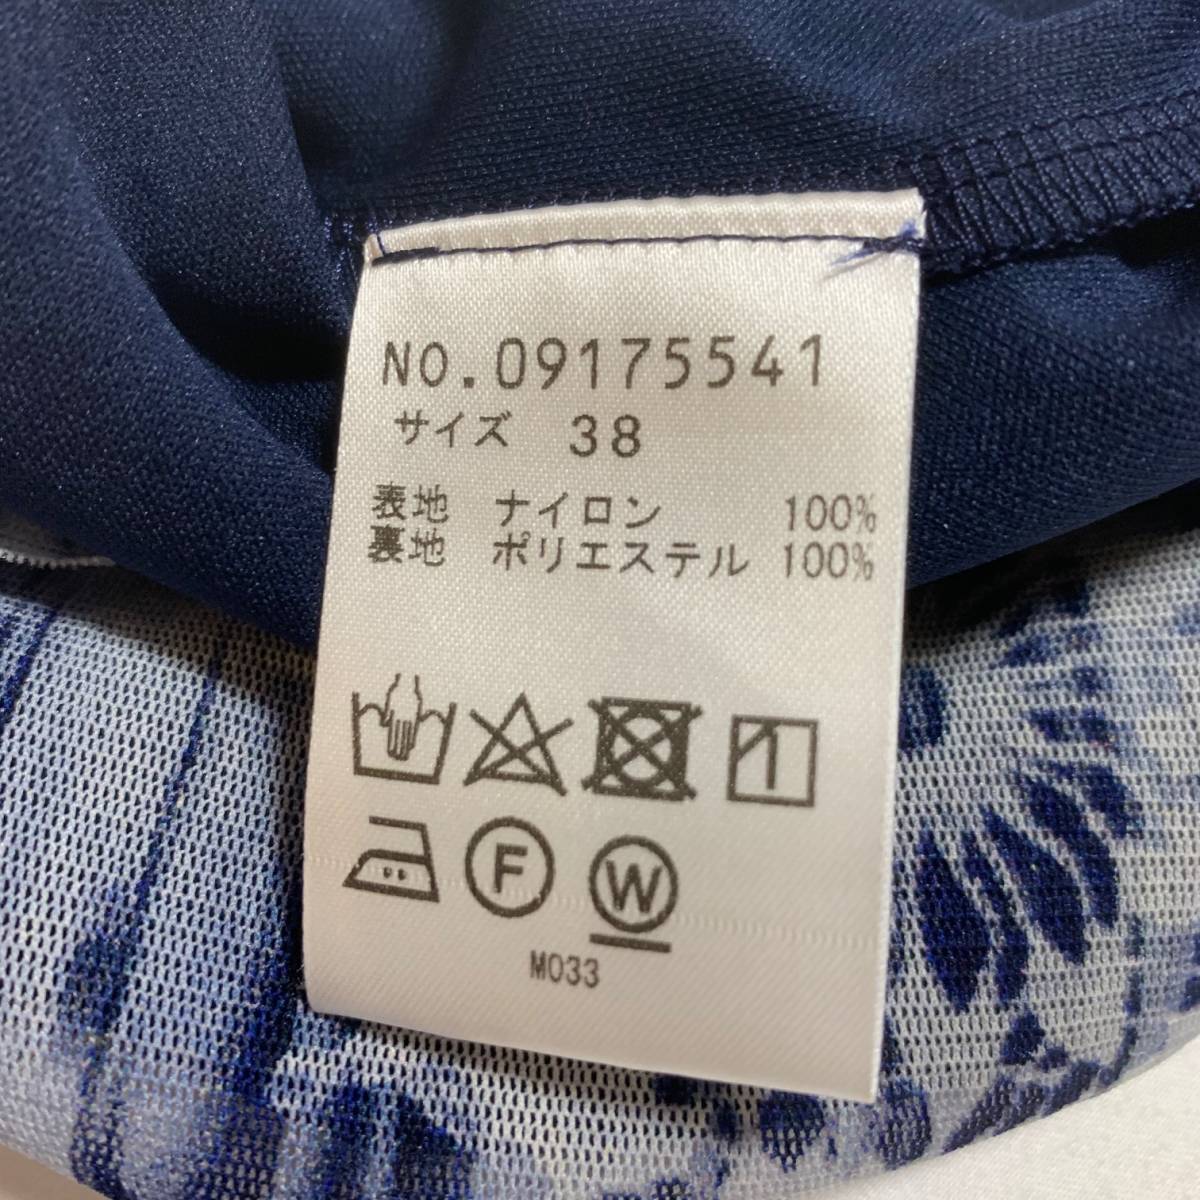 NO.09175541
サイズ 38
表地 ナイロン 100%
裏地 ポリエステル 100%
F W
M033